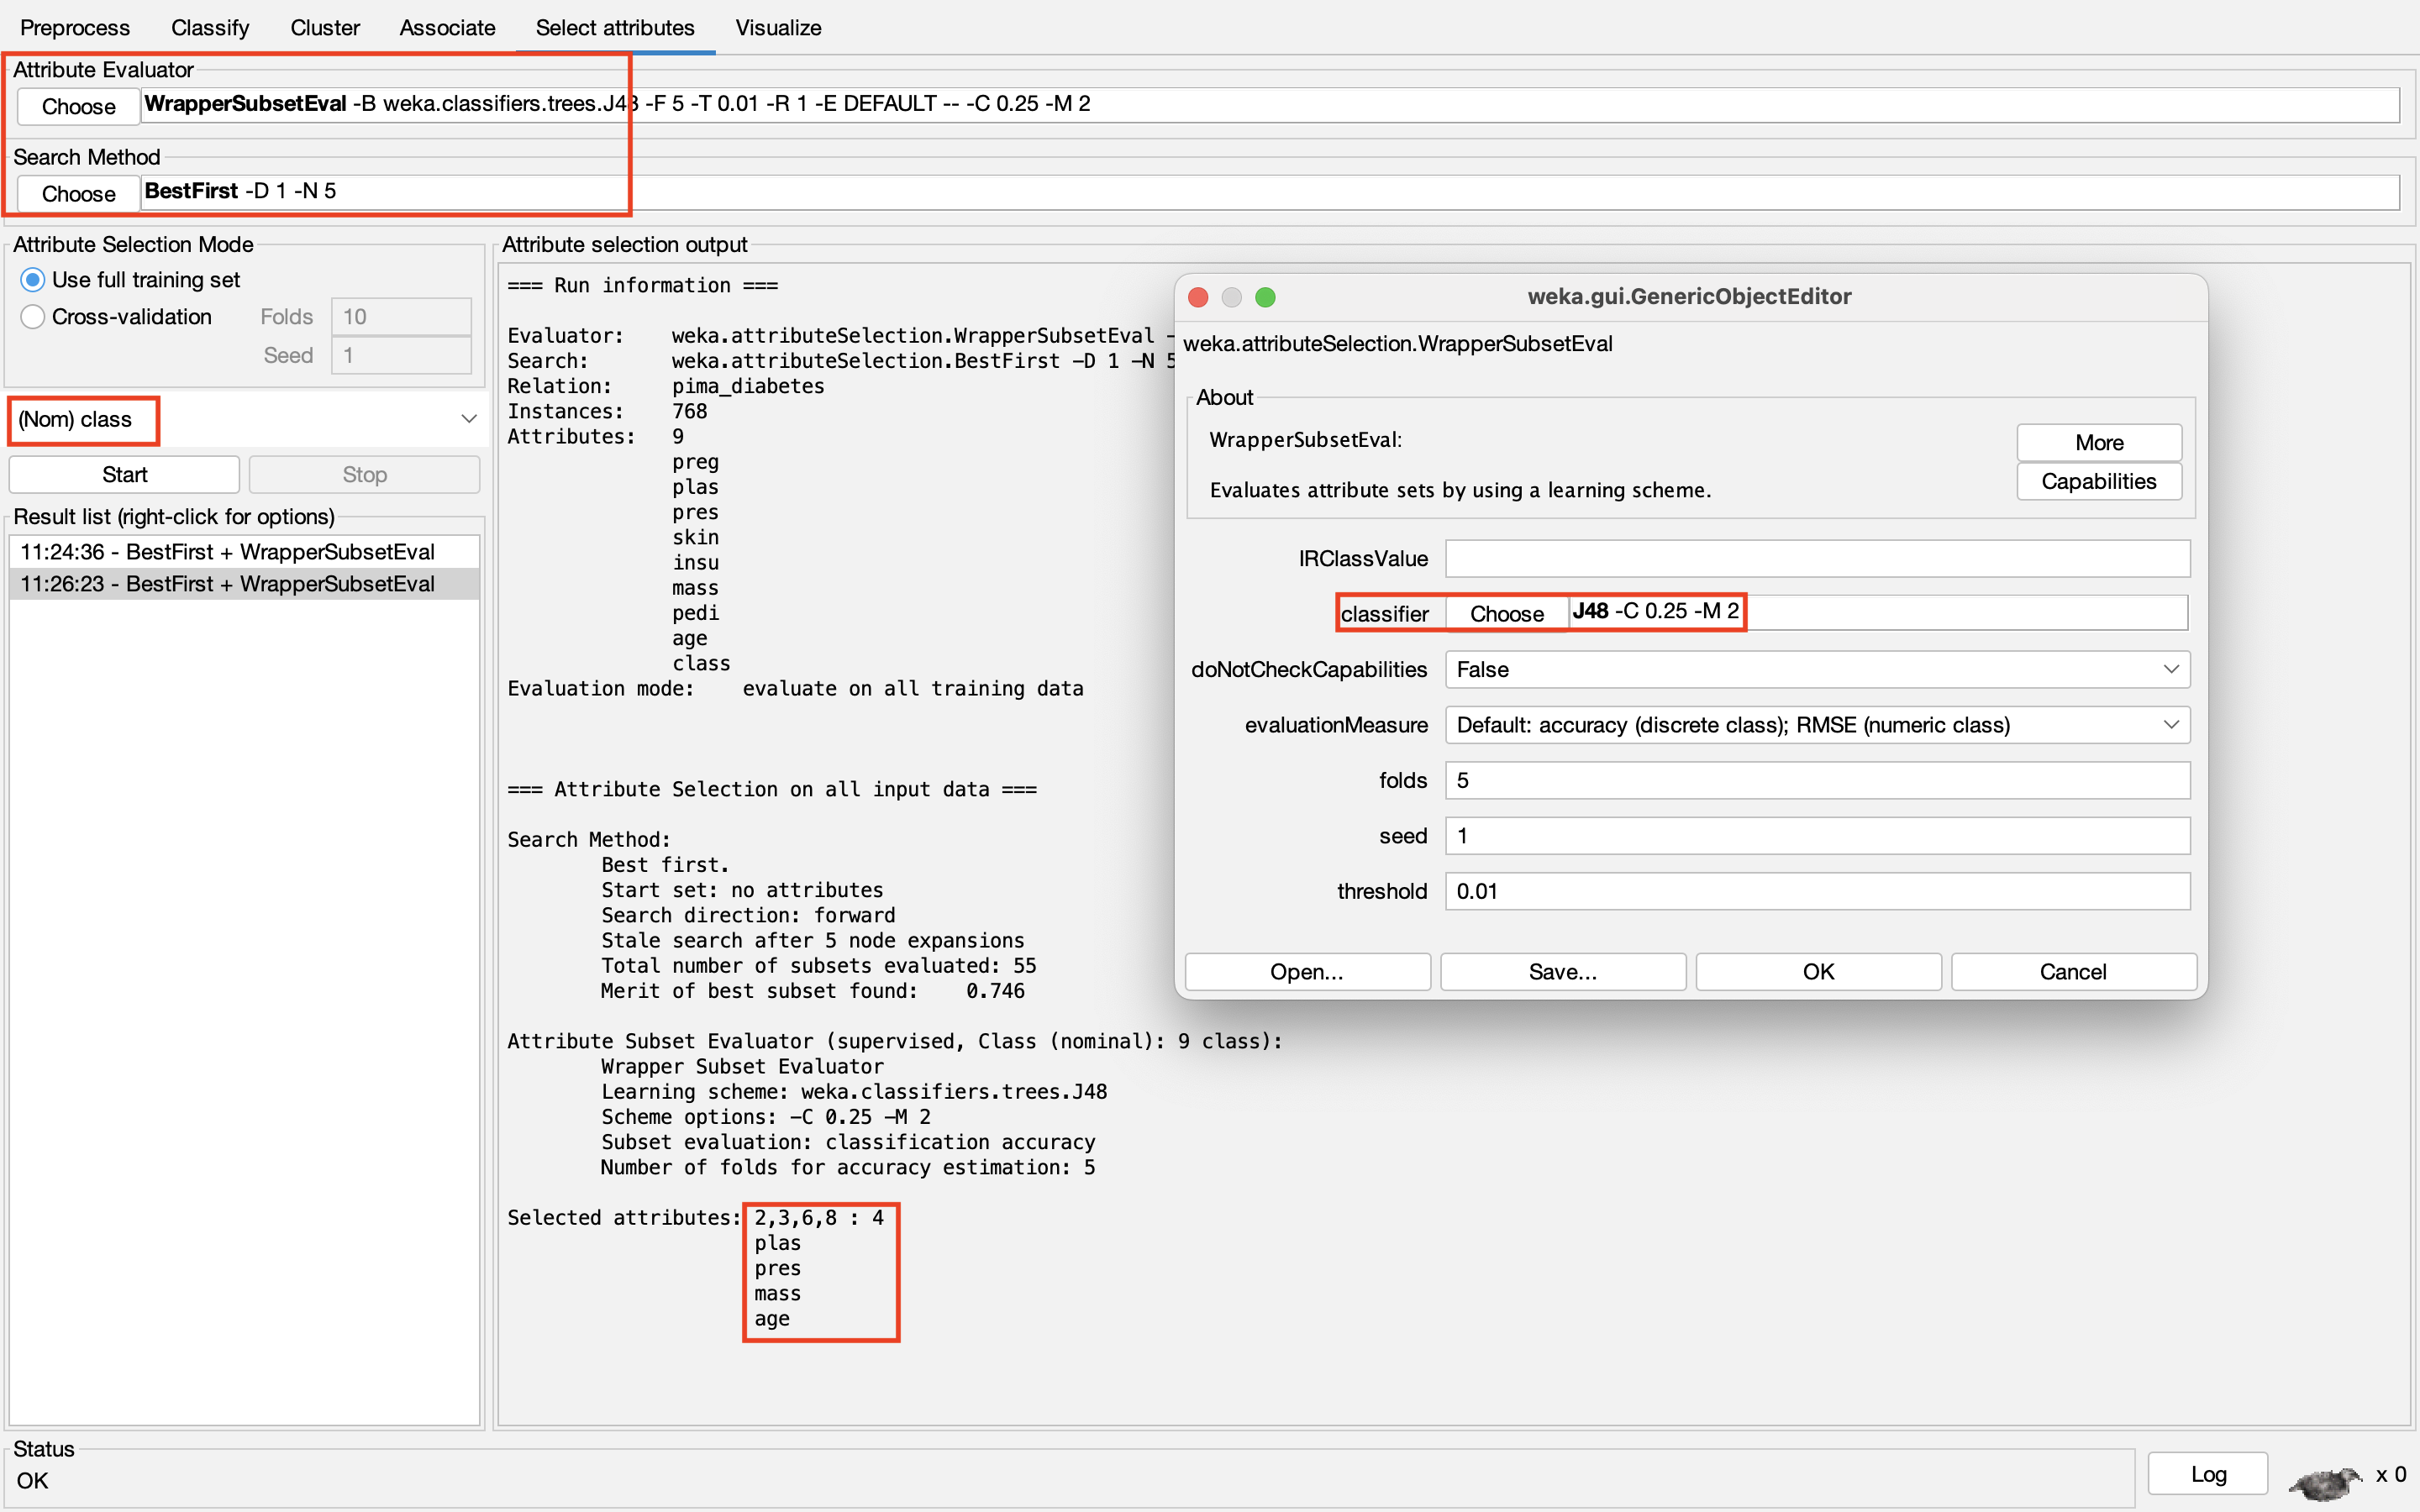 Preprocess Classify Cluster Associate Select attributes Visualize
Attribute Evaluator
Choose WrapperSubsetEval -B weka.classifiers.trees.J48 -F 5 -T 0.01 -R 1 -E DEFAULT -- -C 0.25 -M 2
Search Method
Choose BestFirst -D 1 -N 5
Attribute Selection Mode
Use full training set
Cross-validation Folds 10
Seed 1
(Nom) class
Start Stop
Result list (right-click for options)
11:24:36 - BestFirst + WrapperSubsetEval
11:26:23 - BestFirst + WrapperSubsetEval
Attribute selection output
=== Run information ===
Evaluator: weka.attributeSelection.WrapperSubsetEval -
Search: weka.attributeSelection.BestFirst -D 1 -N 5
Relation: pima_diabetes
Instances: 768
Attributes: 9
preg
plas
pres
skin
insu
mass
pedi
age
class
Evaluation mode: evaluate on all training data
=== Attribute Selection on all input data ===
Search Method:
Best first.
Start set: no attributes
Search direction: forward
Stale search after 5 node expansions
Total number of subsets evaluated: 55
Merit of best subset found: 0.746
Attribute Subset Evaluator (supervised, Class (nominal): 9 class):
Wrapper Subset Evaluator
Learning scheme: weka.classifiers.trees.J48
Scheme options: -C 0.25 -M 2
Subset evaluation: classification accuracy
Number of folds for accuracy estimation: 5
Selected attributes: 2,3,6,8 : 4
plas
pres
mass
age
weka.gui.GenericObjectEditor
weka.attributeSelection.WrapperSubsetEval
About
WrapperSubsetEval:
More
Evaluates attribute sets by using a learning scheme.
Capabilities
IRClassValue
classifier Choose J48 -C 0.25 -M 2
doNotCheckCapabilities False
evaluationMeasure Default: accuracy (discrete class); RMSE (numeric class)
folds 5
seed 1
threshold 0.01
Open... Save... OK Cancel
Status
OK
Log x 0